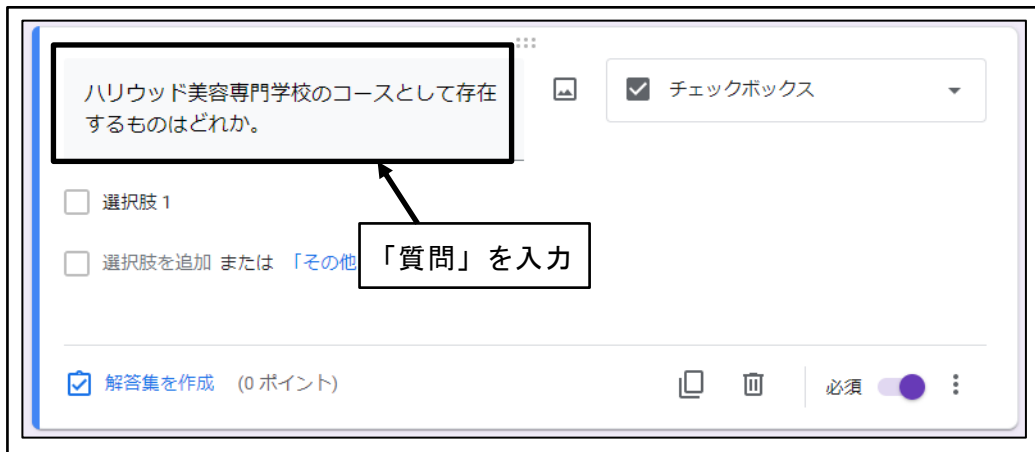 ハリウッド美容専門学校のコースとして存在
するものはどれか。
チェックボックス
選択肢 1
選択肢を追加 または 「その他
「質問」を入力
解答集を作成 (0 ポイント)
必須